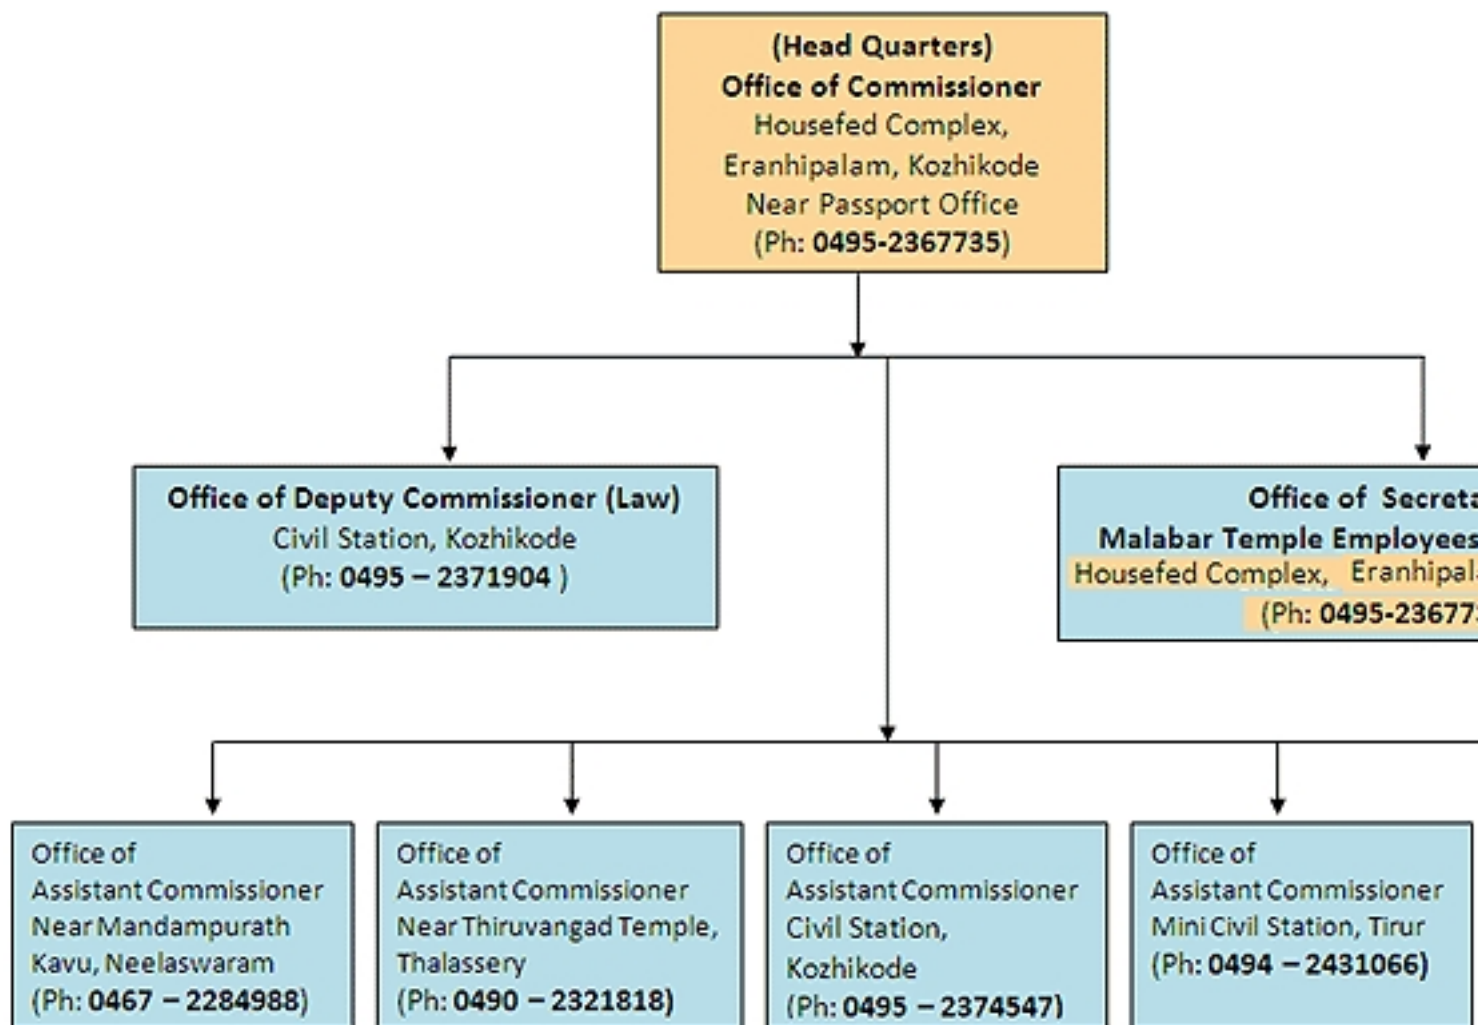 (Head Quarters)
Office of Commissioner
Housefed Complex,
Eranhipalam, Kozhikode
Near Passport Office
(Ph: 0495-2367735)
Office of Deputy Commissioner (Law)
Civil Station, Kozhikode
(Ph: 0495 – 2371904 )
Office of
Malabar Temple Employees
Housefed Complex,
(Ph:
Office of
Assistant Commissioner
Near Mandampurath
Kavu, Neelaswaram
(Ph: 0467 – 2284988)
Office of
Assistant Commissioner
Near Thiruvangad Temple,
Thalassery
(Ph: 0490 – 2321818)
Office of
Assistant Commissioner
Civil Station,
Kozhikode
(Ph: 0495 – 2374547)
Office of
Assistant Commissioner
Mini Civil Station, Tirur
(Ph: 0494 – 2431066)